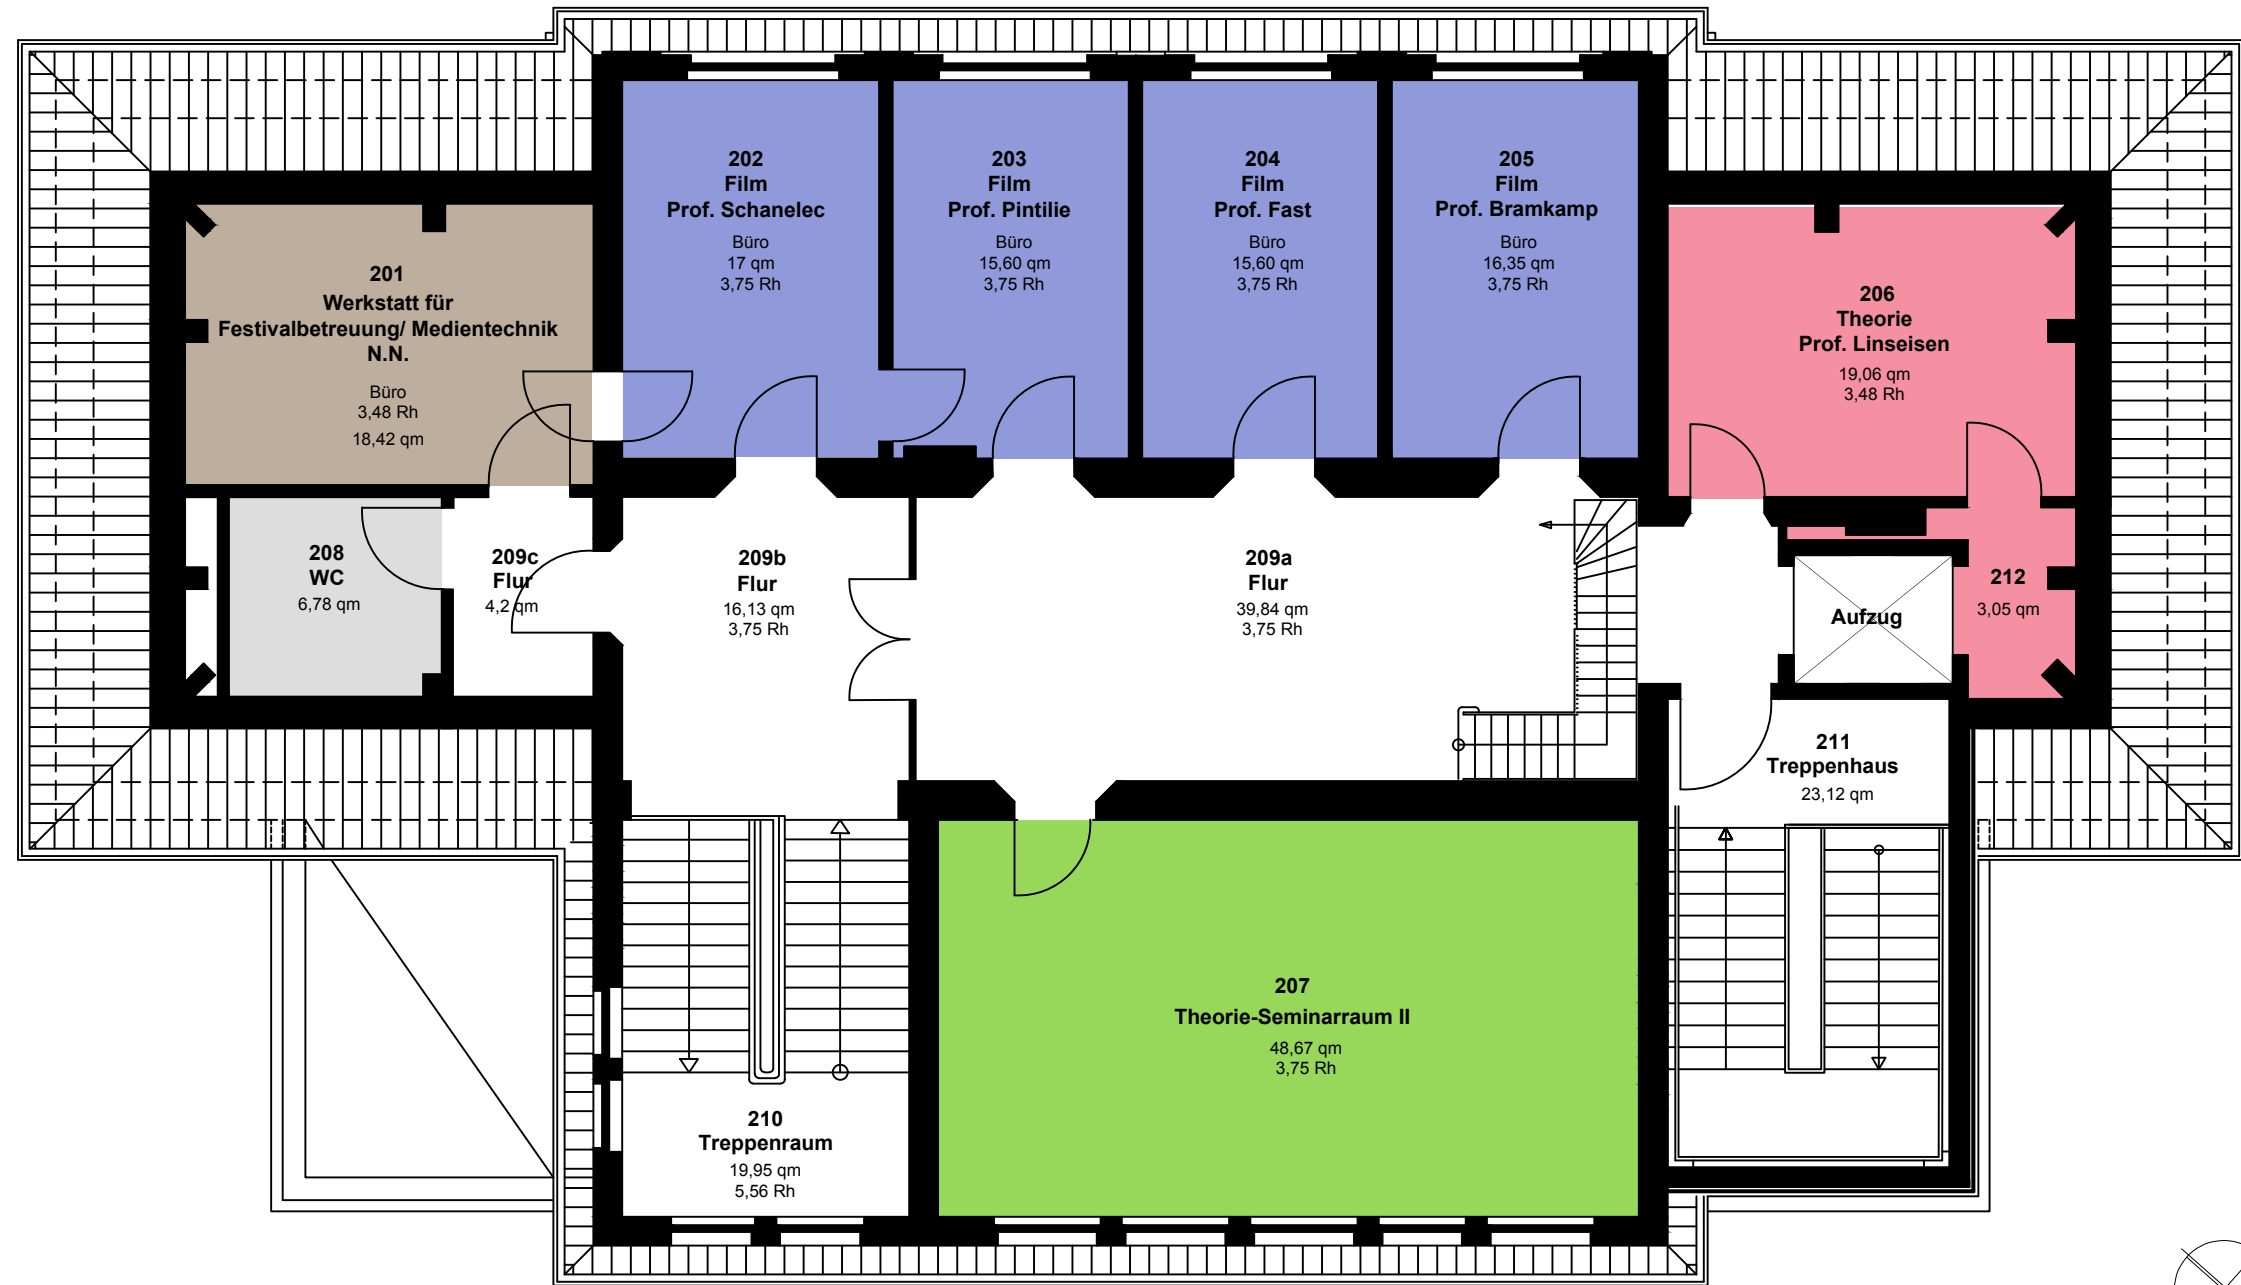 201
Werkstatt für
Festivalbetreuung/ Medientechnik
N.N.
Büro
3,48 Rh
18,42 qm
202
Film
Prof. Schanelec
Büro
17 qm
3,75 Rh
203
Film
Prof. Pintilie
Büro
15,60 qm
3,75 Rh
204
Film
Prof. Fast
Büro
15,60 qm
3,75 Rh
205
Film
Prof. Bramkamp
Büro
16,35 qm
3,75 Rh
206
Theorie
Prof. Linseisen
19,06 qm
3,48 Rh
208
WC
6,78 qm
209c
Flur
4,2 qm
209b
Flur
16,13 qm
3,75 Rh
209a
Flur
39,84 qm
3,75 Rh
Aufzug
212
3,05 qm
211
Treppenhaus
23,12 qm
207
Theorie-Seminarraum II
48,67 qm
3,75 Rh
210
Treppenraum
19,95 qm
5,56 Rh